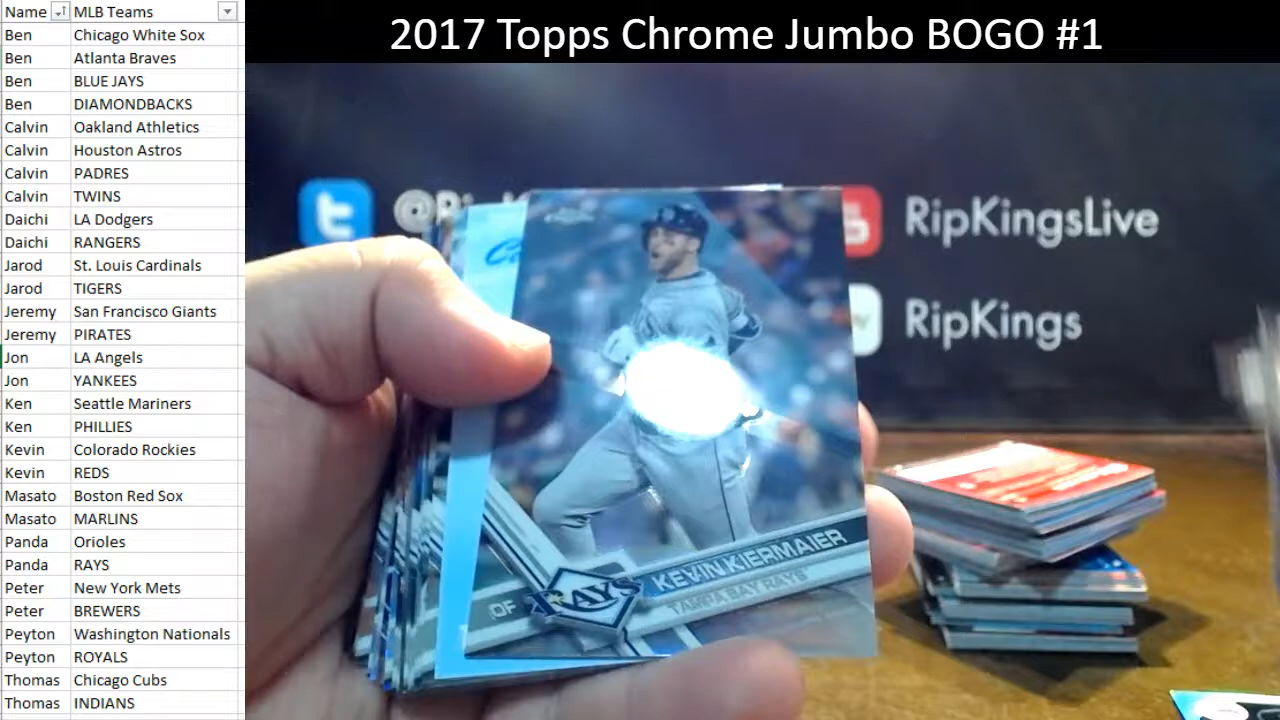 Name MLB Teams
Ben Chicago White Sox
Ben Atlanta Braves
Ben BLUE JAYS
Ben DIAMONDBACKS
Calvin Oakland Athletics
Calvin Houston Astros
Calvin PADRES
Calvin TWINS
Daichi LA Dodgers
Daichi RANGERS
Jarod St. Louis Cardinals
Jarod TIGERS
Jeremy San Francisco Giants
Jeremy PIRATES
Jon LA Angels
Jon YANKEES
Ken Seattle Mariners
Ken PHILLIES
Kevin Colorado Rockies
Kevin REDS
Masato Boston Red Sox
Masato MARLINS
Panda Orioles
Panda RAYS
Peter New York Mets
Peter BREWERS
Peyton Washington Nationals
Peyton ROYALS
Thomas Chicago Cubs
Thomas INDIANS
2017 Topps Chrome Jumbo BOGO #1
RipKingsLive
RipKings
KEVIN KIERMAIER
TAMPA BAY RAYS
OF
RAYS